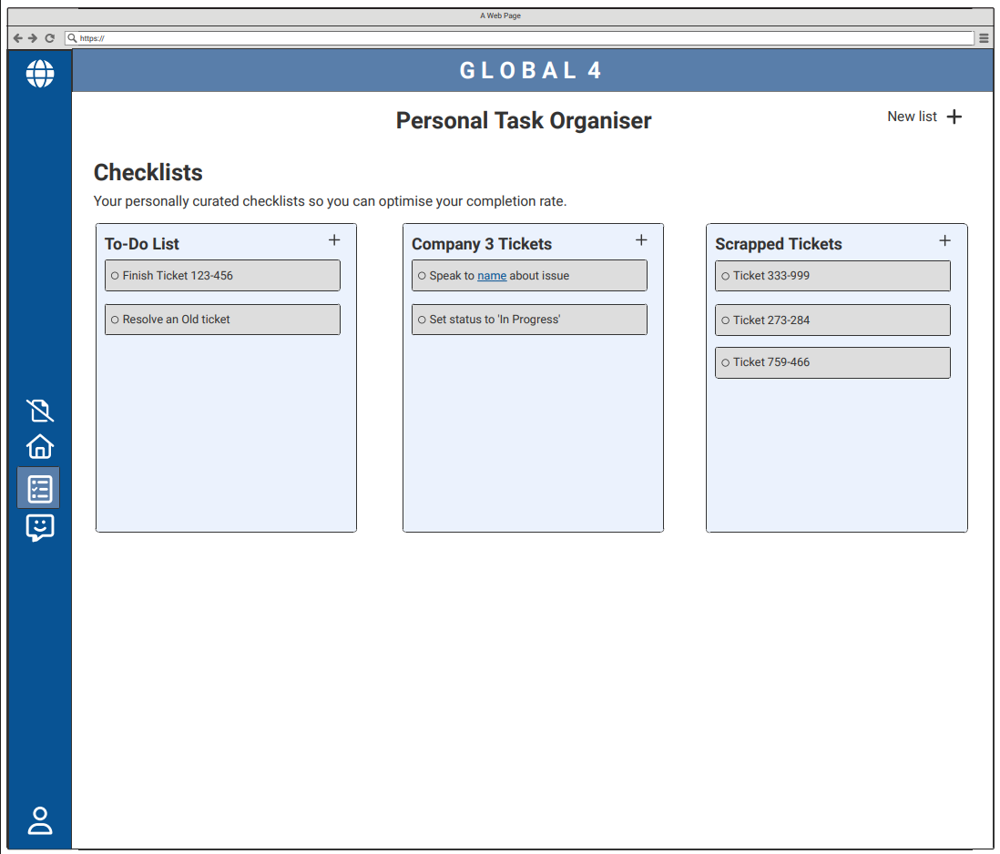 A Web Page
https://
GLOBAL 4
Personal Task Organiser
New list
Checklists
Your personally curated checklists so you can optimise your completion rate.
To-Do List
Finish Ticket 123-456
Resolve an Old ticket
Company 3 Tickets
Speak to name about issue
Set status to 'In Progress'
Scrapped Tickets
Ticket 333-999
Ticket 273-284
Ticket 759-466